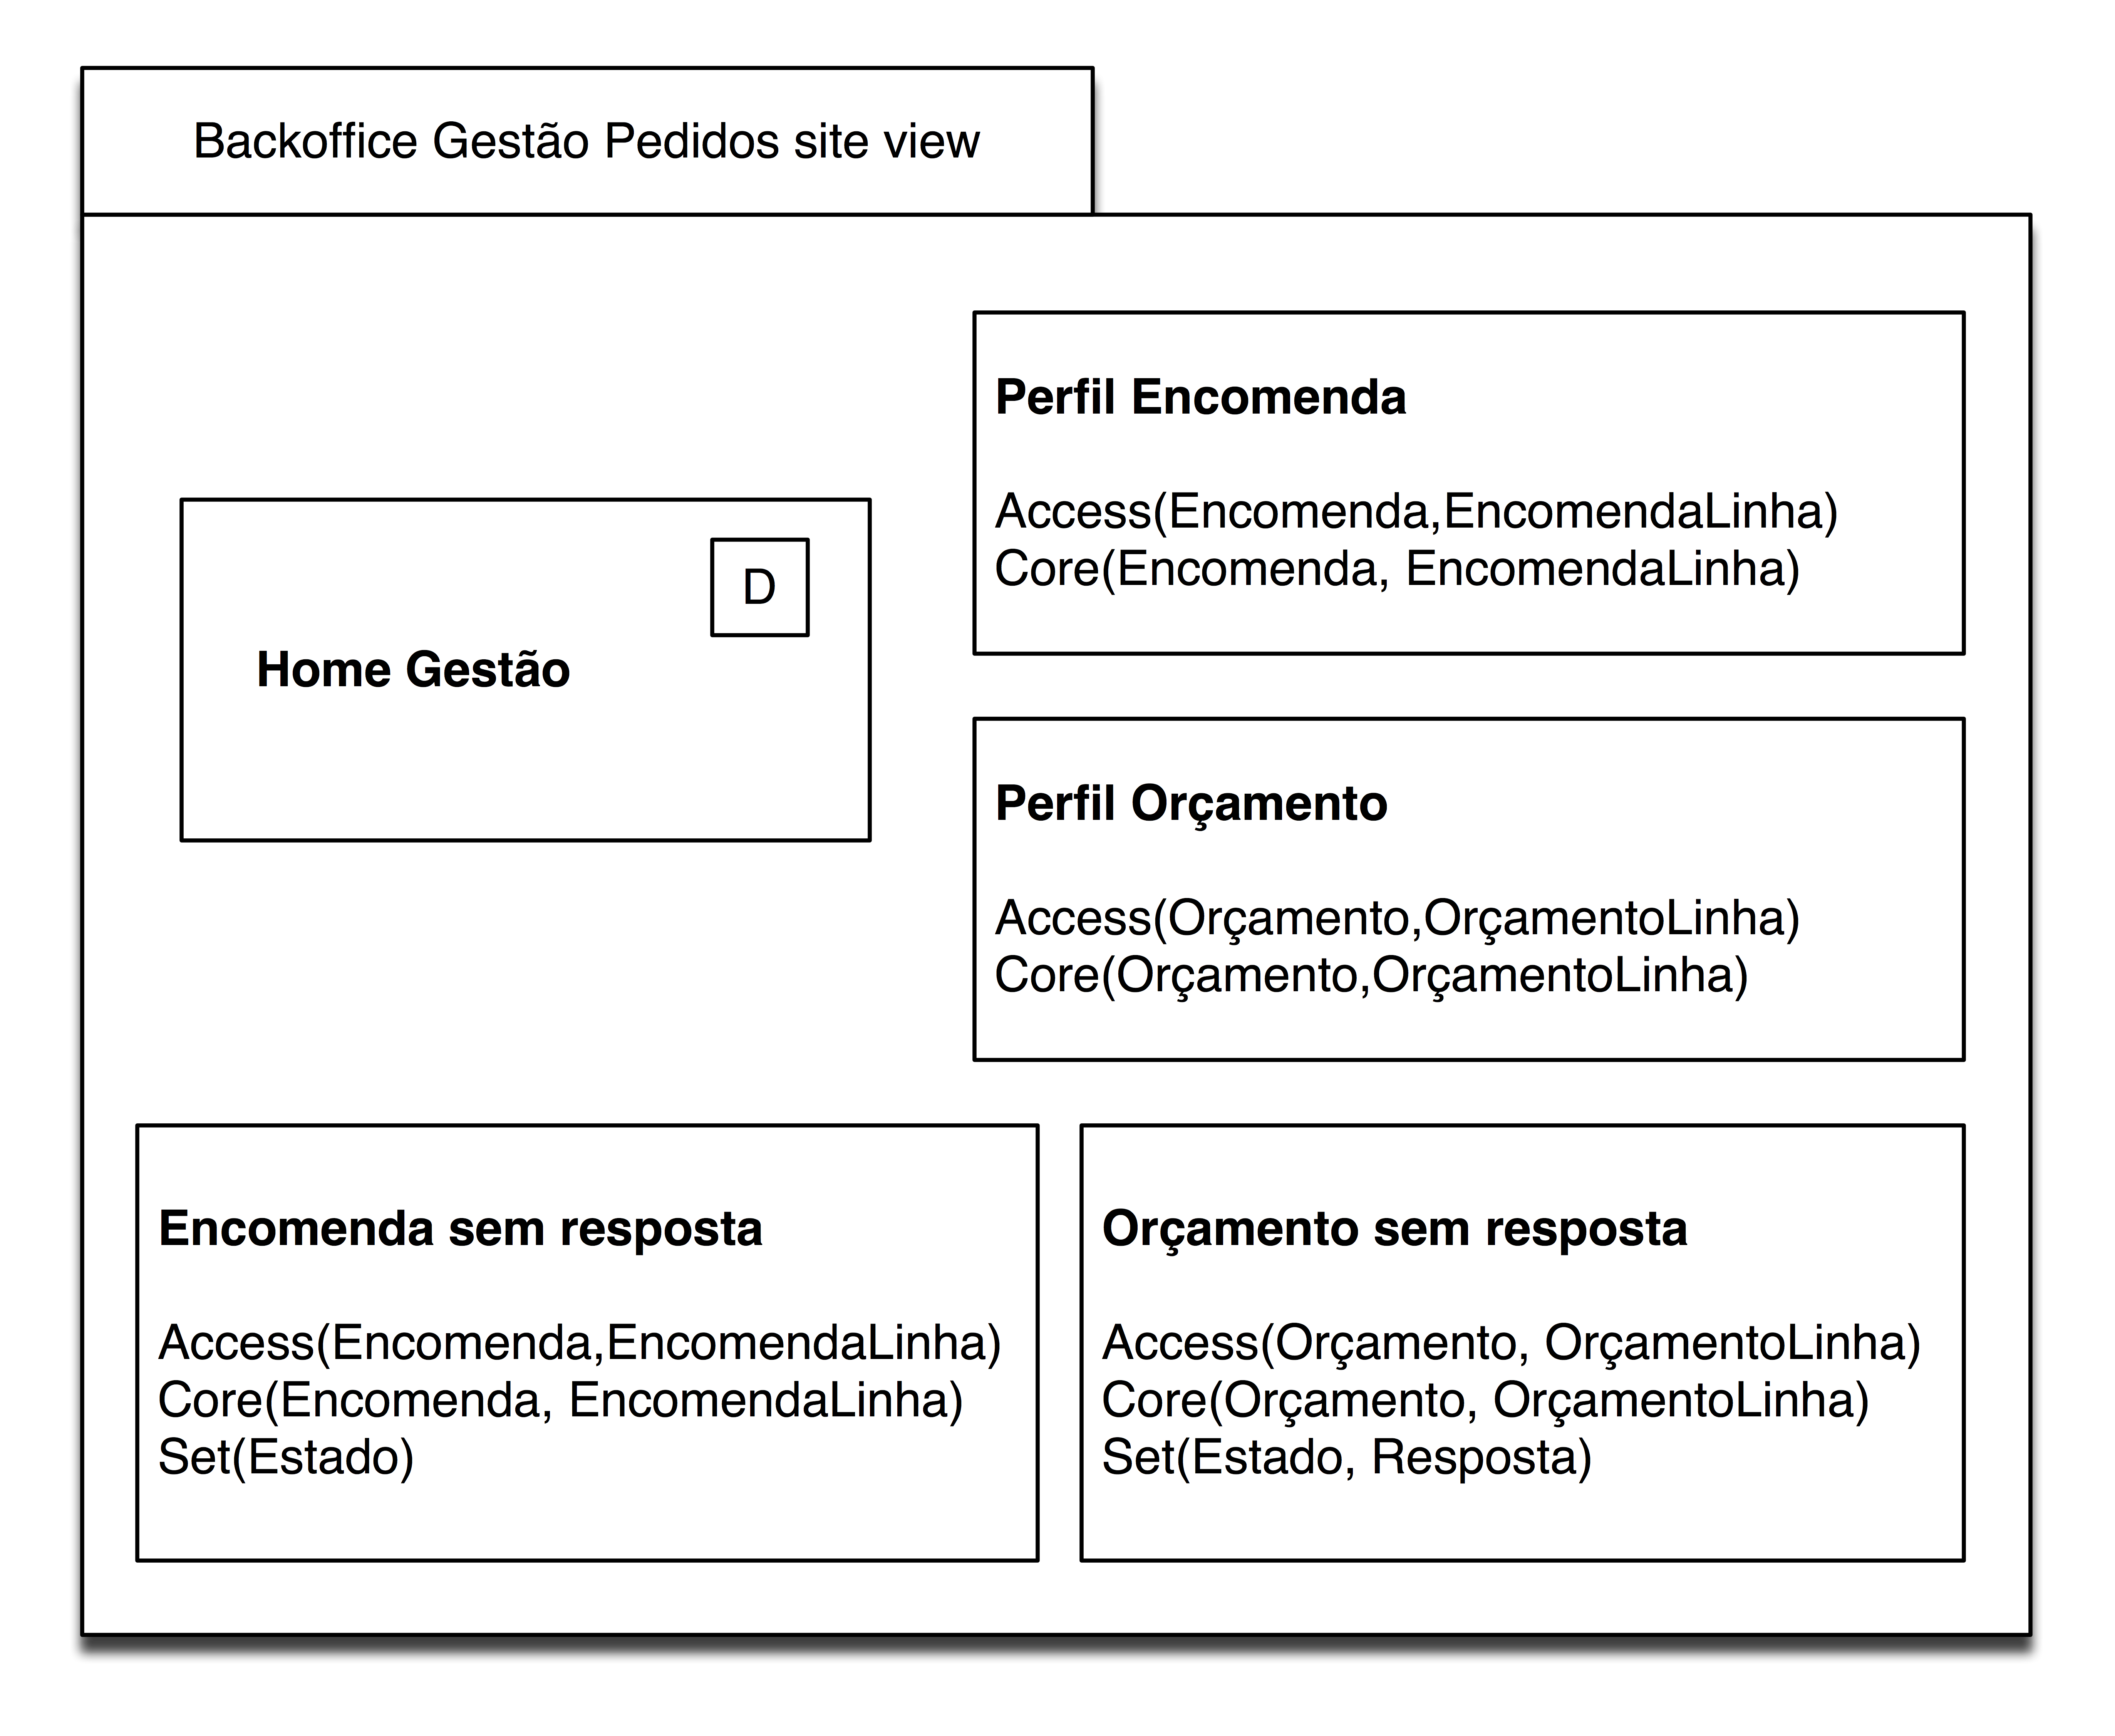 Backoffice Gestão Pedidos site view
D
Home Gestão
Perfil Encomenda
Access(Encomenda,EncomendaLinha)
Core(Encomenda, EncomendaLinha)
Perfil Orçamento
Access(Orçamento,OrçamentoLinha)
Core(Orçamento,OrçamentoLinha)
Encomenda sem resposta
Access(Encomenda,EncomendaLinha)
Core(Encomenda, EncomendaLinha)
Set(Estado)
Orçamento sem resposta
Access(Orçamento, OrçamentoLinha)
Core(Orçamento, OrçamentoLinha)
Set(Estado, Resposta)